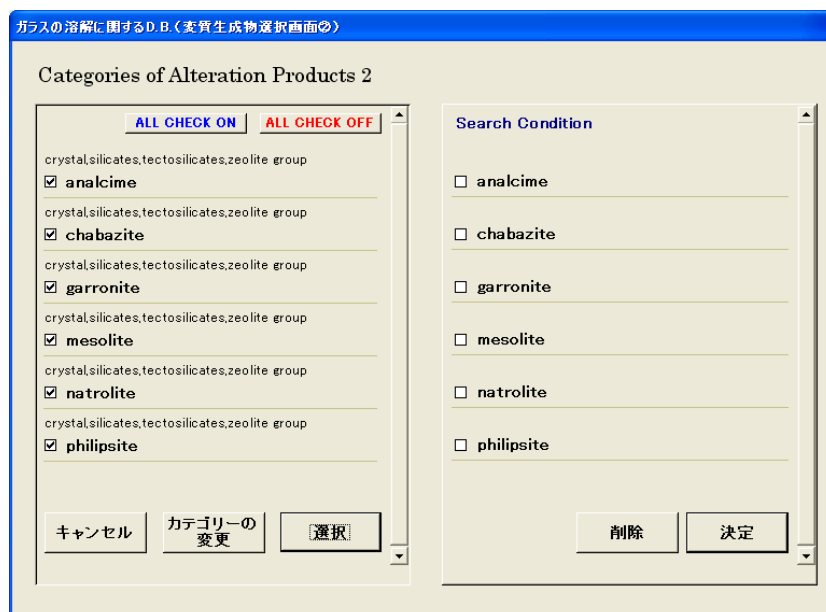 ガラスの溶解に関するD.B.(変質生成物選択画面②)
Categories of Alteration Products 2
ALL CHECK ON ALL CHECK OFF
crystal,silicates,tectosilicates,zeolite group
analcime
crystal,silicates,tectosilicates,zeolite group
chabazite
crystal,silicates,tectosilicates,zeolite group
garronite
crystal,silicates,tectosilicates,zeolite group
mesolite
crystal,silicates,tectosilicates,zeolite group
natrolite
crystal,silicates,tectosilicates,zeolite group
philipsite
キャンセル
カテゴリーの
変更
選択
Search Condition
analcime
chabazite
garronite
mesolite
natrolite
philipsite
削除
決定